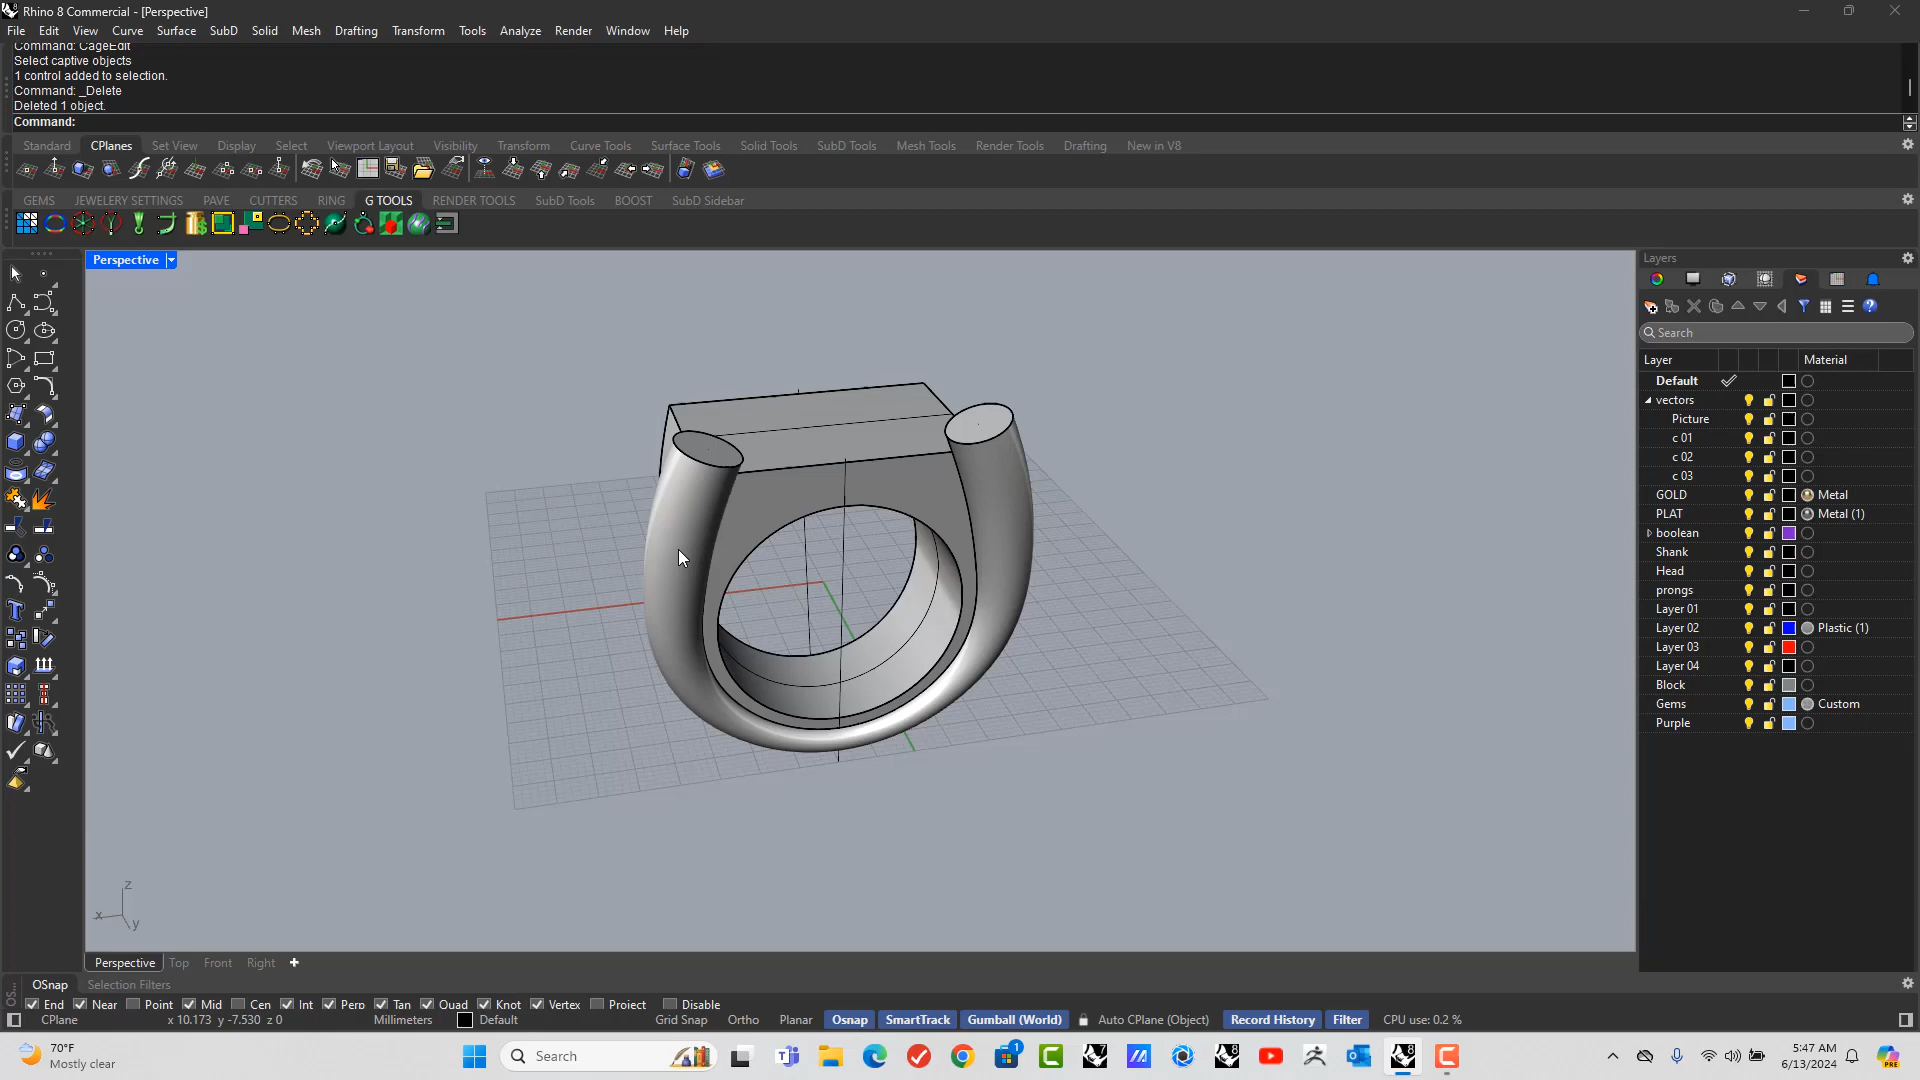 Rhino 8 Commercial - [Perspective]
File Edit View Curve Surface SubD Solid Mesh Drafting Transform Tools Analyze Render Window Help
Command: CageEdit
Select captive objects
1 control added to selection.
Command: _Delete
Deleted 1 object.
Command:
Standard CPlanes Set View Display Select Viewport Layout Visibility Transform Curve Tools Surface Tools Solid Tools SubD Tools Mesh Tools Render Tools Drafting New in V8
GEMS JEWELERY SETTINGS PAVE CUTTERS RING G TOOLS RENDER TOOLS SubD Tools BOOST SubD Sidebar
Perspective
Layers
Search
Layer Material
Default
vectors
Picture
c 01
c 02
c 03
GOLD Metal
PLAT Metal (1)
boolean
Shank
Head
prongs
Layer 01
Layer 02 Plastic (1)
Layer 03
Layer 04
Block
Gems Custom
Purple
z
x y
Perspective Top Front Right
OSnap Selection Filters
End Near Point Mid Cen Int Perp Tan Quad Knot Vertex Project Disable
CPlane x 10.173 y -7.530 z 0 Millimeters Default Grid Snap Ortho Planar Osnap SmartTrack Gumball (World) Auto CPlane (Object) Record History Filter CPU use: 0.2 %
70°F
Mostly clear
Search
1
5:47 AM
6/13/2024